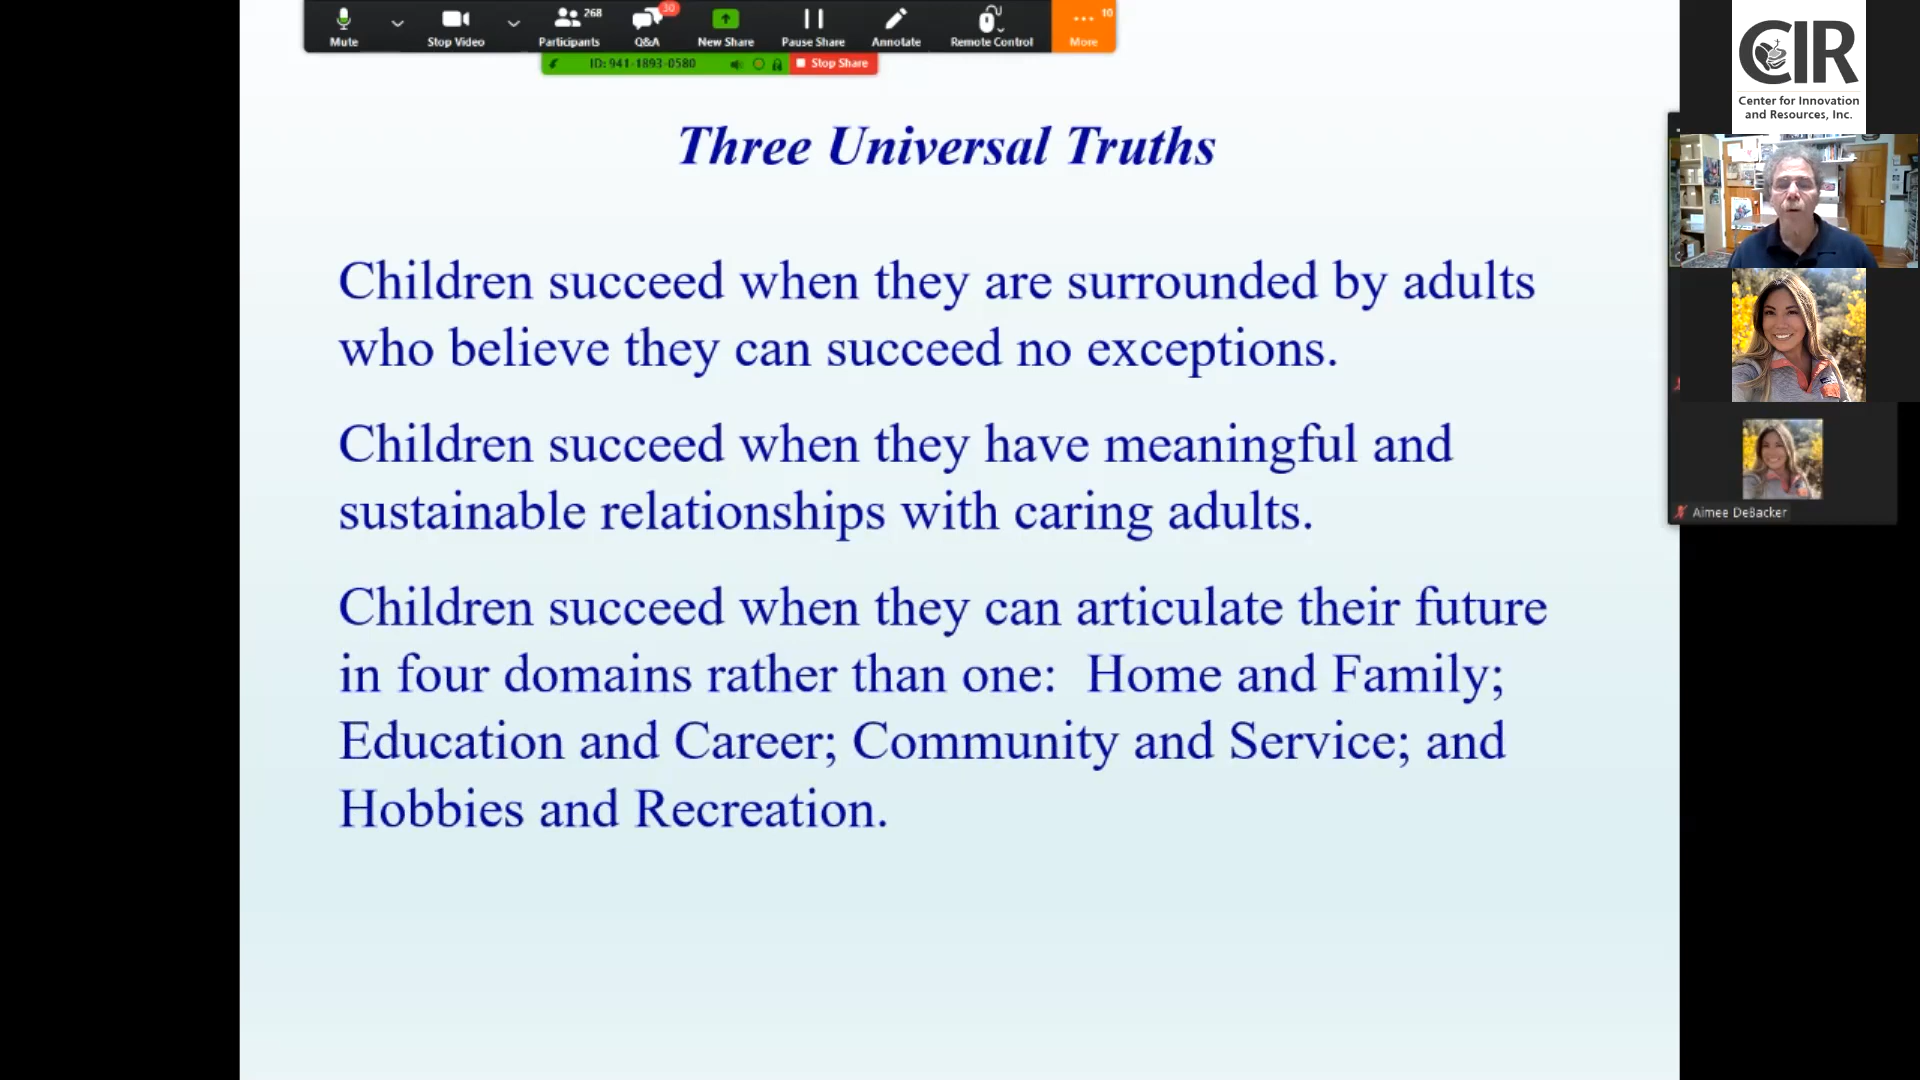 Mute
Stop Video
Participants
268
Q&A
30
New Share
Pause Share
Annotate
Remote Control
More
10
ID: 941-1893-0580
Stop Share
CIR
Center for Innovation
and Resources, Inc.
Three Universal Truths
Children succeed when they are surrounded by adults
who believe they can succeed no exceptions.
Children succeed when they have meaningful and
sustainable relationships with caring adults.
Children succeed when they can articulate their future
in four domains rather than one:  Home and Family;
Education and Career; Community and Service; and
Hobbies and Recreation.
Aimee DeBacker